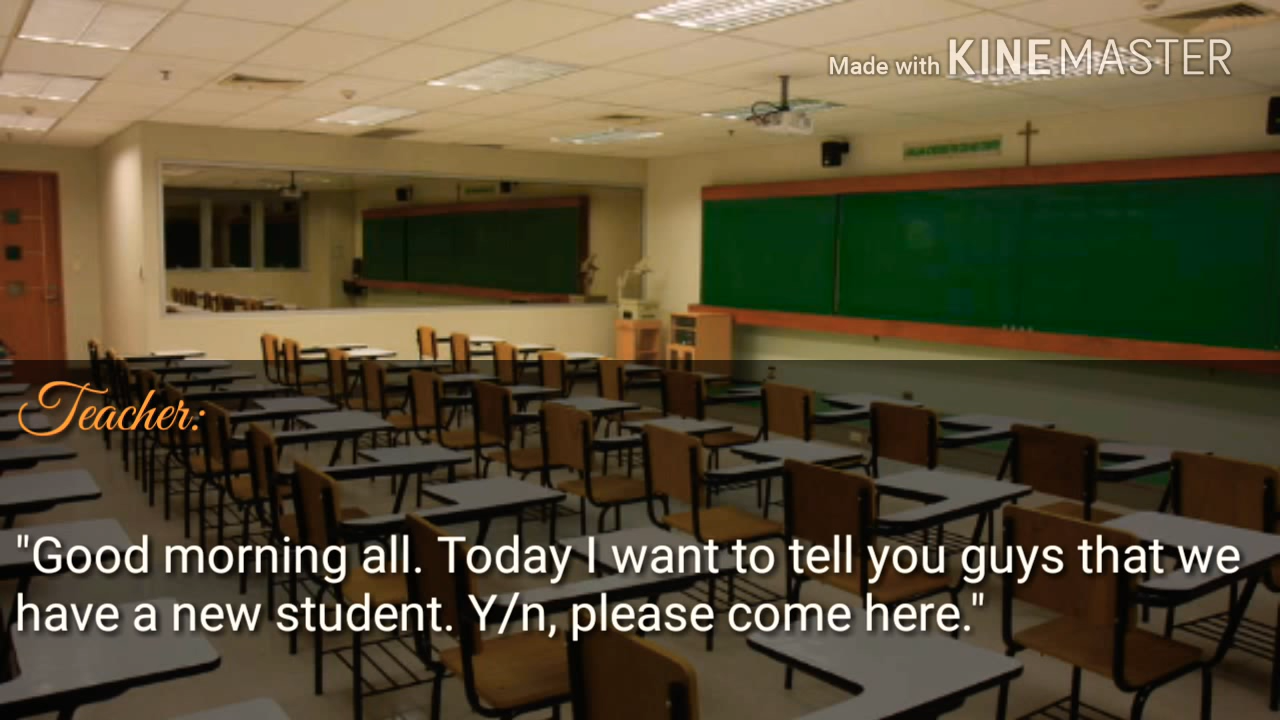 Made with KINEMASTER
Teacher:
"Good morning all. Today I want to tell you guys that we
have a new student. Y/n, please come here."